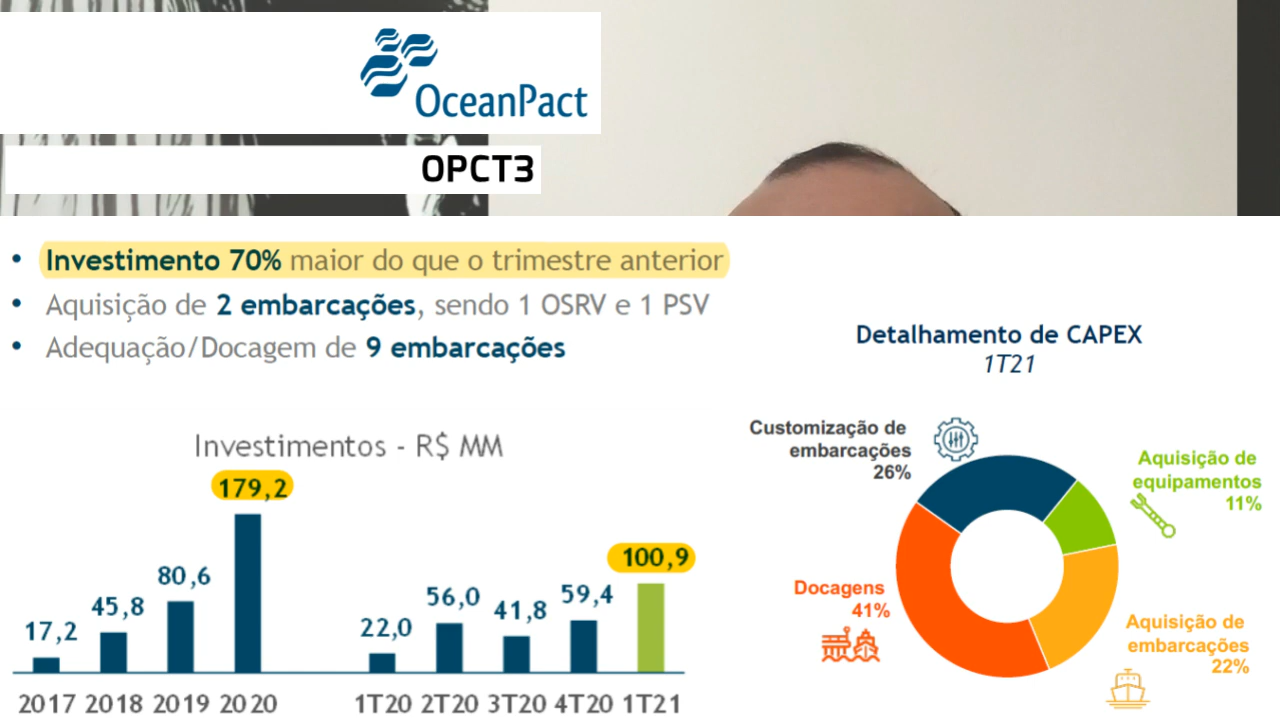 OceanPact
OPCT3
• Investimento 70% maior do que o trimestre anterior
• Aquisição de 2 embarcações, sendo 1 OSRV e 1 PSV
• Adequação/Docagem de 9 embarcações
Investimentos - R$ MM
17,2
45,8
80,6
179,2
22,0
56,0
41,8
59,4
100,9
2017 2018 2019 2020 1T20 2T20 3T20 4T20 1T21
Detalhamento de CAPEX
1T21
Customização de
embarcações
26%
Aquisição de
equipamentos
11%
Docagens
41%
Aquisição de
embarcações
22%